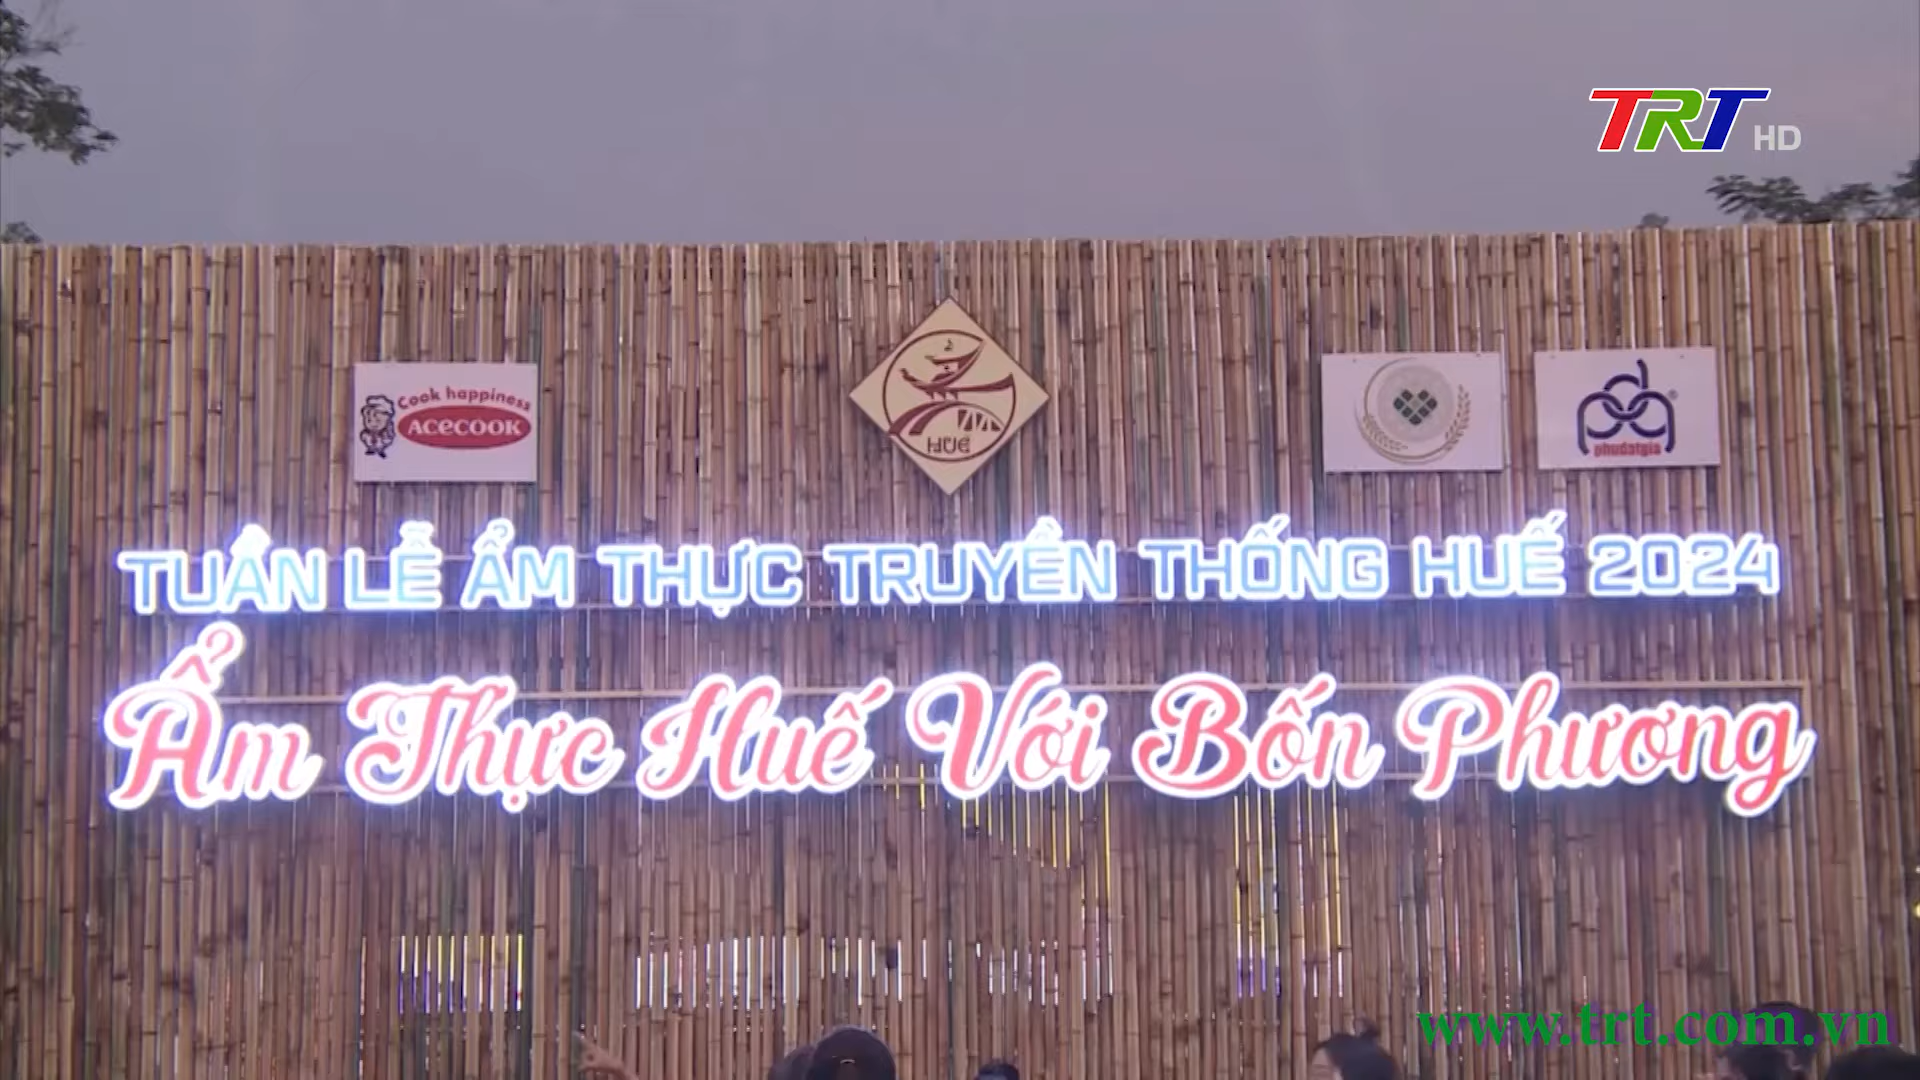 TRT HD
Cook happiness
ACECOOK
HUẾ
phudatgia
TUẦN LỄ ẨM THỰC TRUYỀN THỐNG HUẾ 2024
Ẩm Thực Huế Với Bốn Phương
www.trt.com.vn